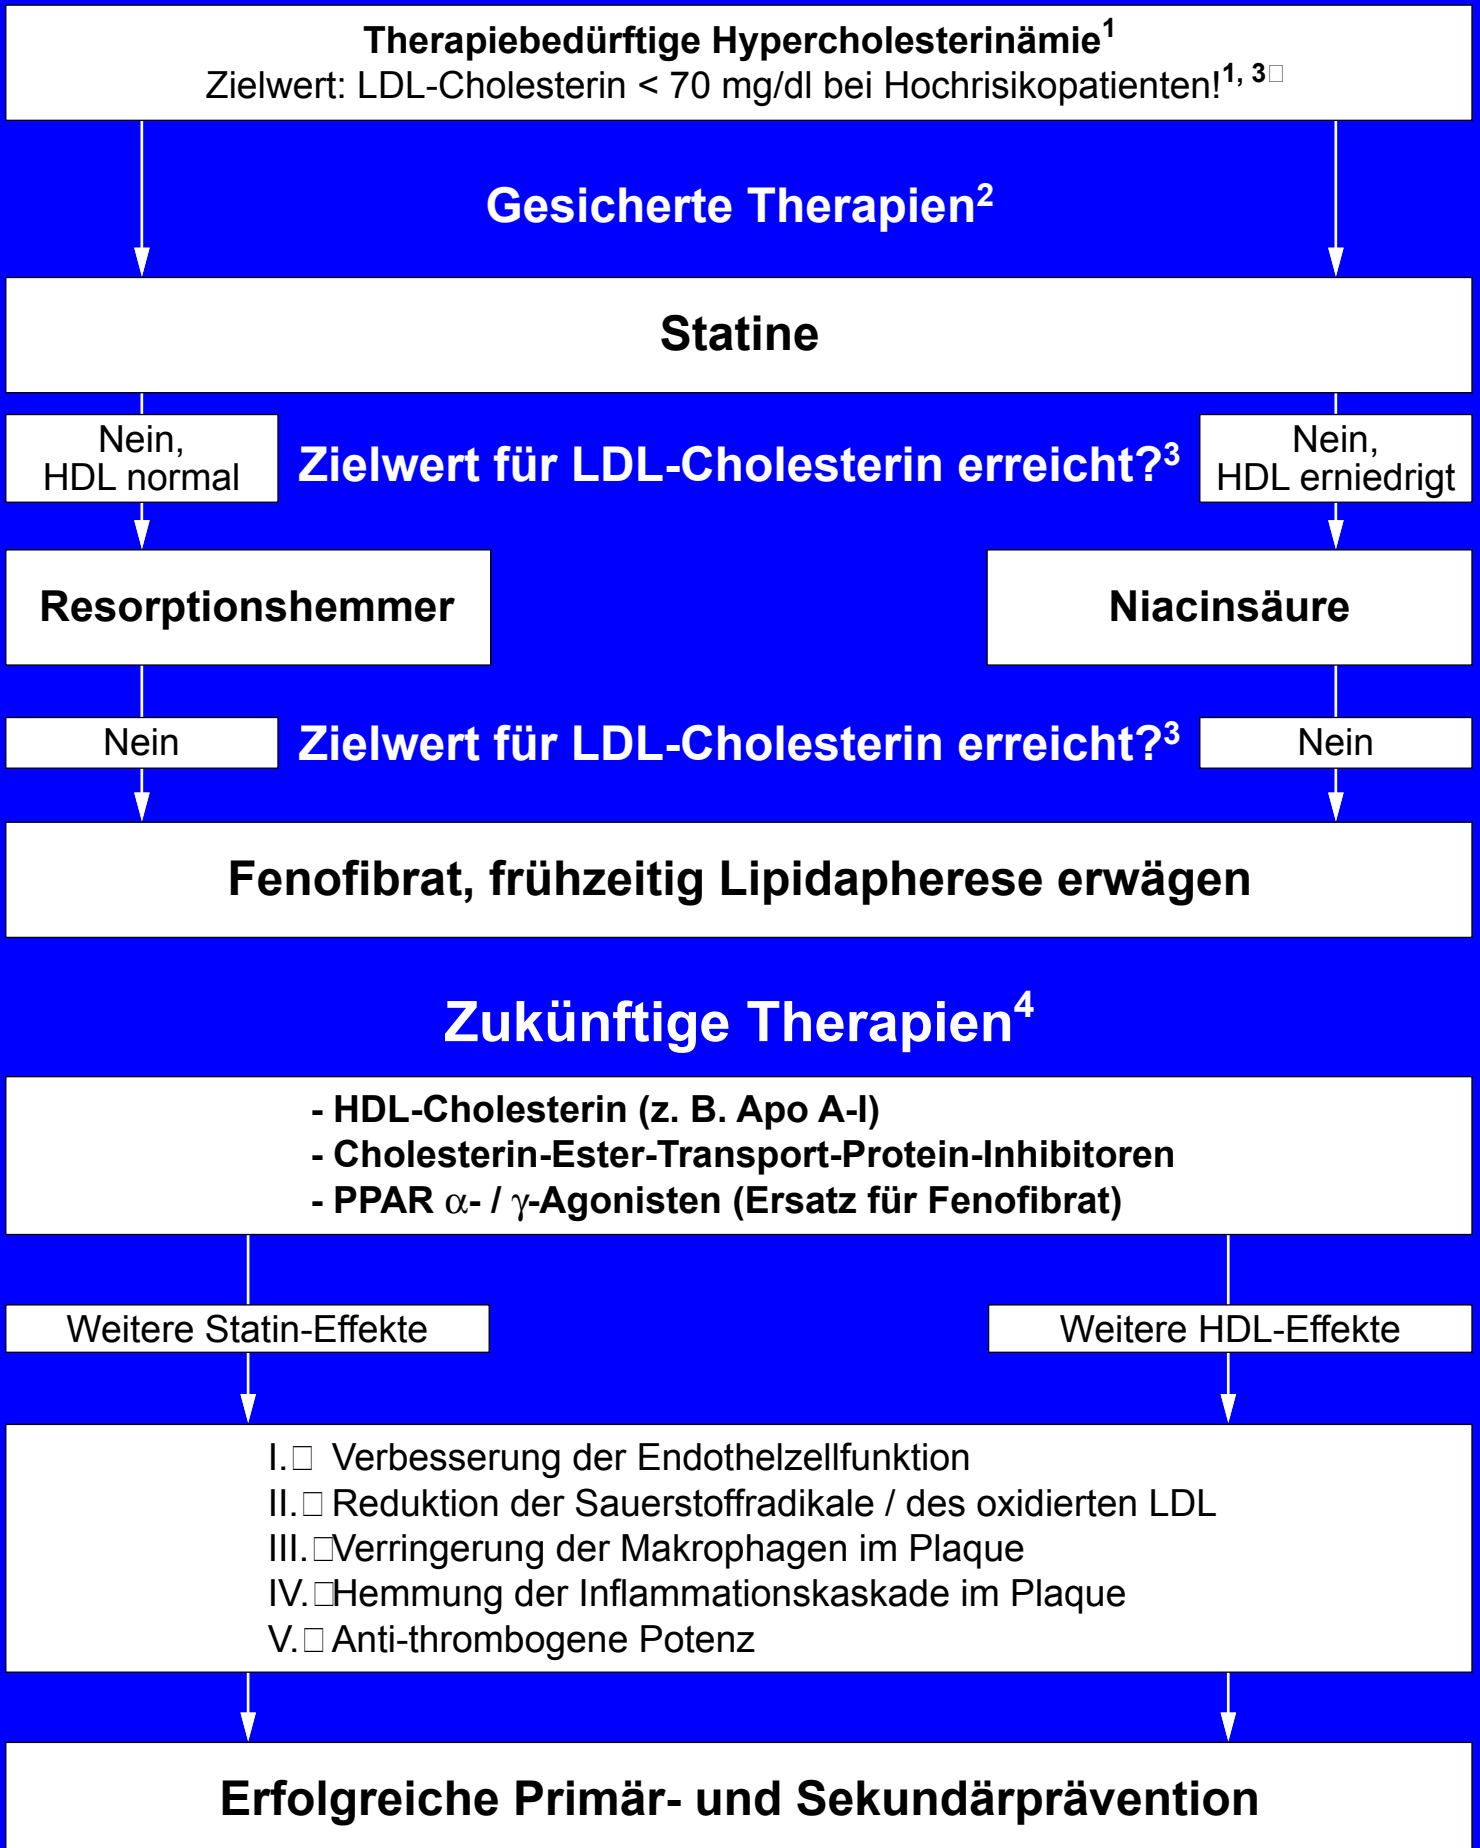 Therapiebedürftige Hypercholesterinämie¹
Zielwert: LDL-Cholesterin < 70 mg/dl bei Hochrisikopatienten!¹, ³□
Gesicherte Therapien²
Statine
Nein,
HDL normal
Zielwert für LDL-Cholesterin erreicht?³
Nein,
HDL erniedrigt
Resorptionshemmer
Niacinsäure
Nein
Zielwert für LDL-Cholesterin erreicht?³
Nein
Fenofibrat, frühzeitig Lipidapherese erwägen
Zukünftige Therapien⁴
- HDL-Cholesterin (z. B. Apo A-I)
- Cholesterin-Ester-Transport-Protein-Inhibitoren
- PPAR α- / γ-Agonisten (Ersatz für Fenofibrat)
Weitere Statin-Effekte
Weitere HDL-Effekte
I.□ Verbesserung der Endothelzellfunktion
II.□ Reduktion der Sauerstoffradikale / des oxidierten LDL
III.□Verringerung der Makrophagen im Plaque
IV.□Hemmung der Inflammationskaskade im Plaque
V.□ Anti-thrombogene Potenz
Erfolgreiche Primär- und Sekundärprävention